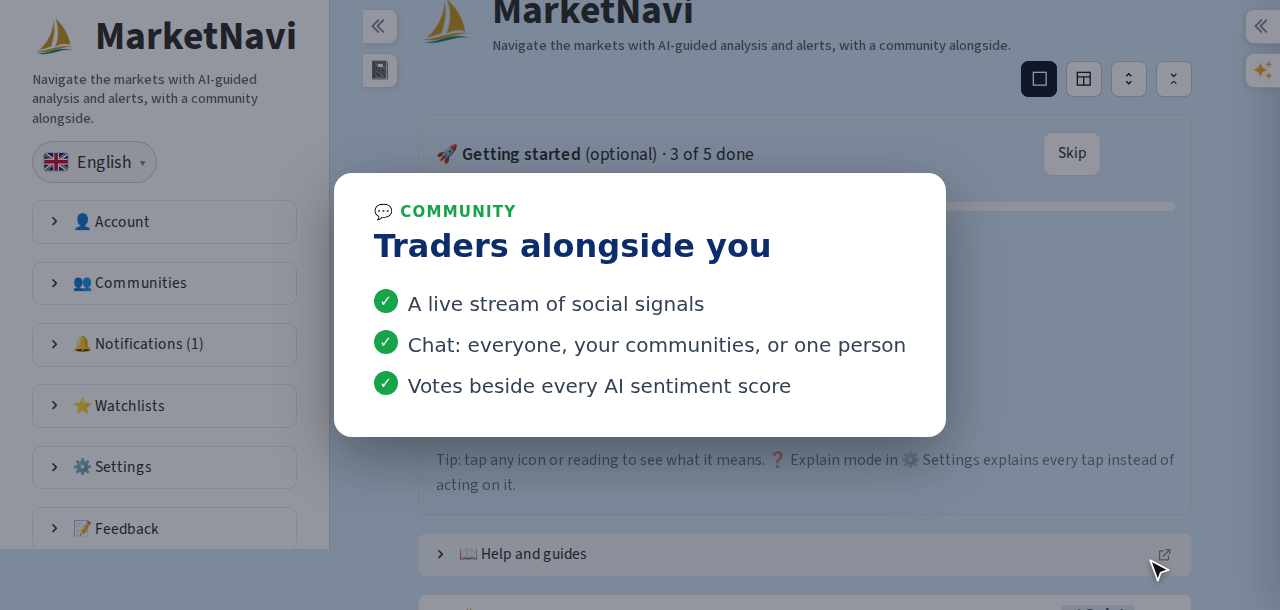 MarketNavi
Navigate the markets with AI-guided
analysis and alerts, with a community
alongside.
English
Account
Communities
Notifications (1)
Watchlists
Settings
Feedback
MarketNavi
Navigate the markets with AI-guided analysis and alerts, with a community alongside.
🚀 Getting started (optional) · 3 of 5 done
Skip
💬 COMMUNITY
Traders alongside you
✓ A live stream of social signals
✓ Chat: everyone, your communities, or one person
✓ Votes beside every AI sentiment score
Tip: tap any icon or reading to see what it means. ❓ Explain mode in ⚙️ Settings explains every tap instead of
acting on it.
Help and guides